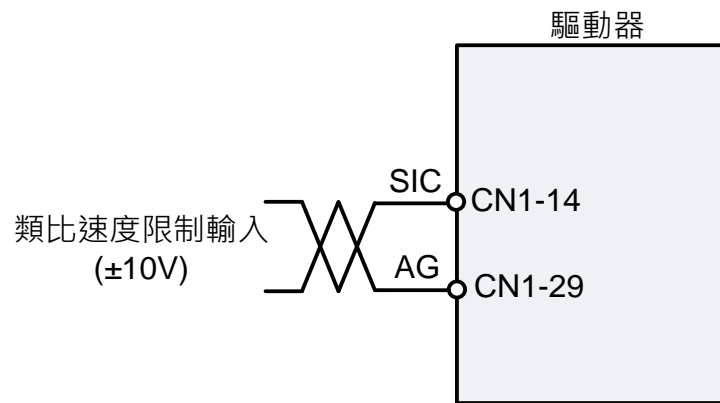 驅動器
SIC
CN1-14
類比速度限制輸入
(±10V)
AG
CN1-29